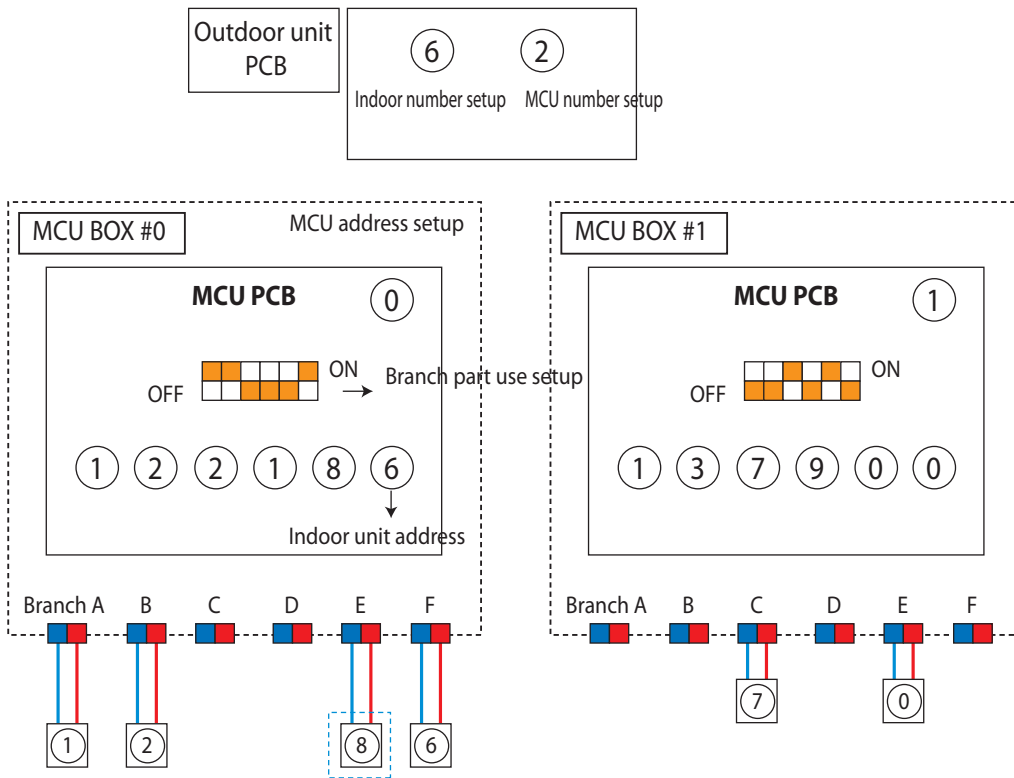 Outdoor unit
PCB
6 2
Indoor number setup MCU number setup
MCU BOX #0
MCU address setup
MCU PCB
0
ON
OFF
Branch part use setup
1 2 2 1 8 6
Indoor unit address
Branch A B C D E F
1 2 8 6
MCU BOX #1
MCU PCB
1
ON
OFF
1 3 7 9 0 0
Branch A B C D E F
7 0